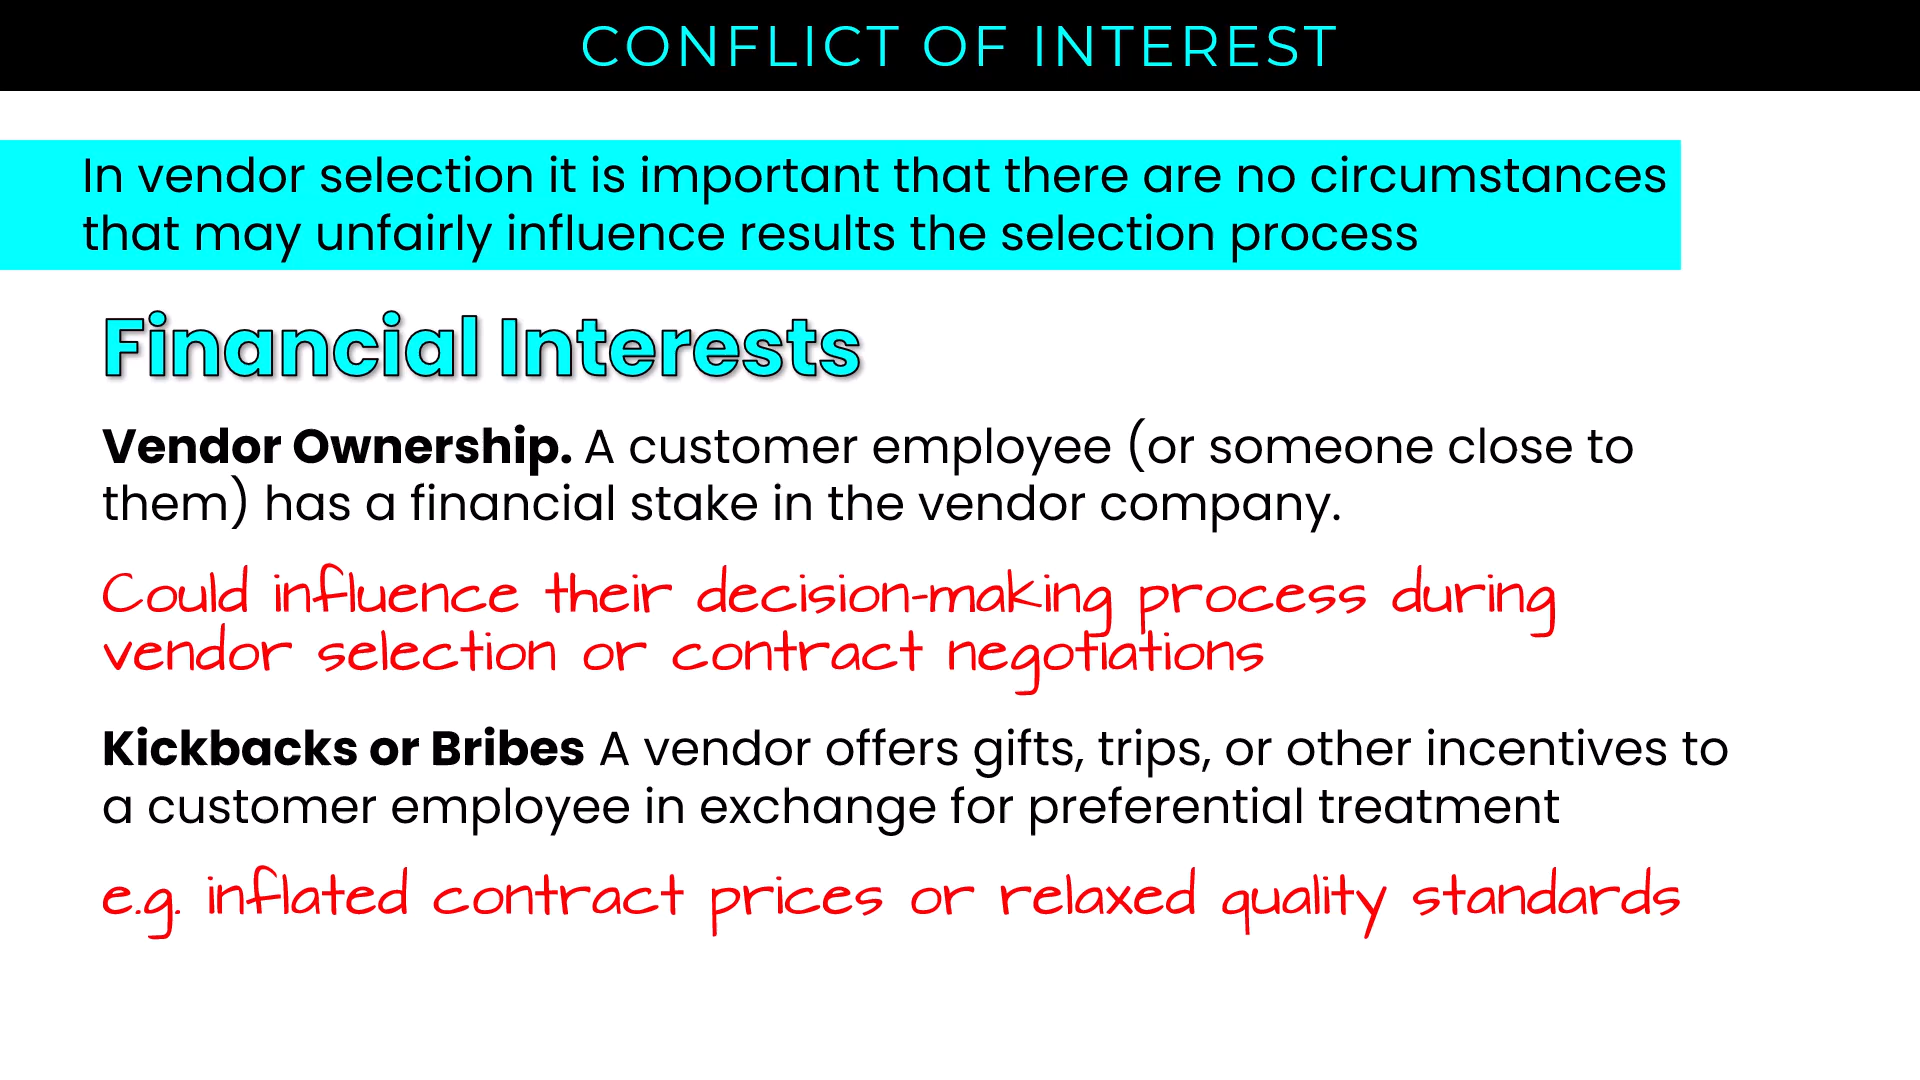 CONFLICT OF INTEREST
In vendor selection it is important that there are no circumstances
that may unfairly influence results the selection process
Financial Interests
Vendor Ownership. A customer employee (or someone close to
them) has a financial stake in the vendor company.
Could influence their decision-making process during
vendor selection or contract negotiations
Kickbacks or Bribes A vendor offers gifts, trips, or other incentives to
a customer employee in exchange for preferential treatment
e.g. inflated contract prices or relaxed quality standards